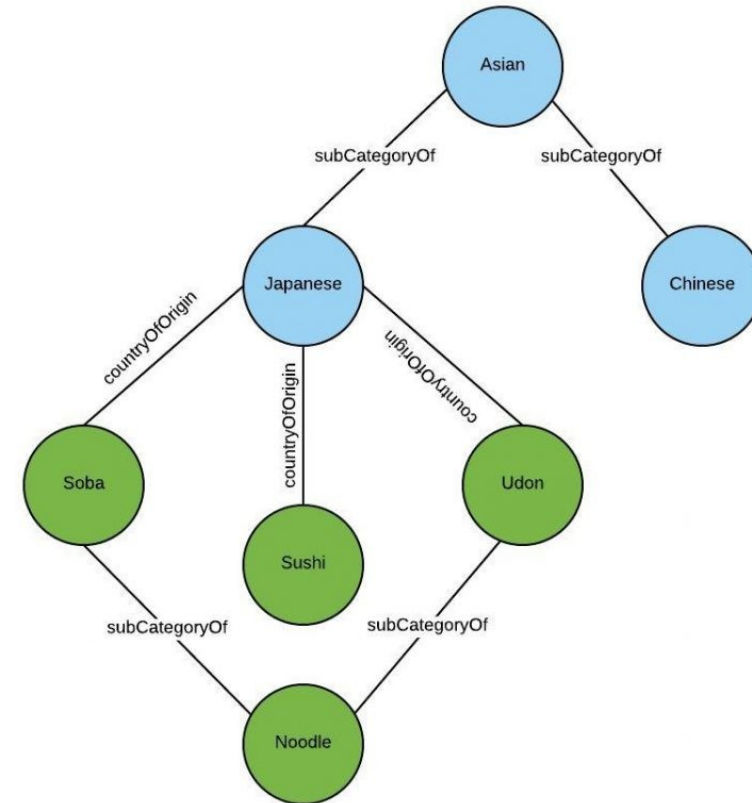 Asian
subCategoryOf
subCategoryOf
Japanese
Chinese
countryOfOrigin
countryOfOrigin
countryOfOrigin
Soba
Udon
Sushi
subCategoryOf
subCategoryOf
Noodle